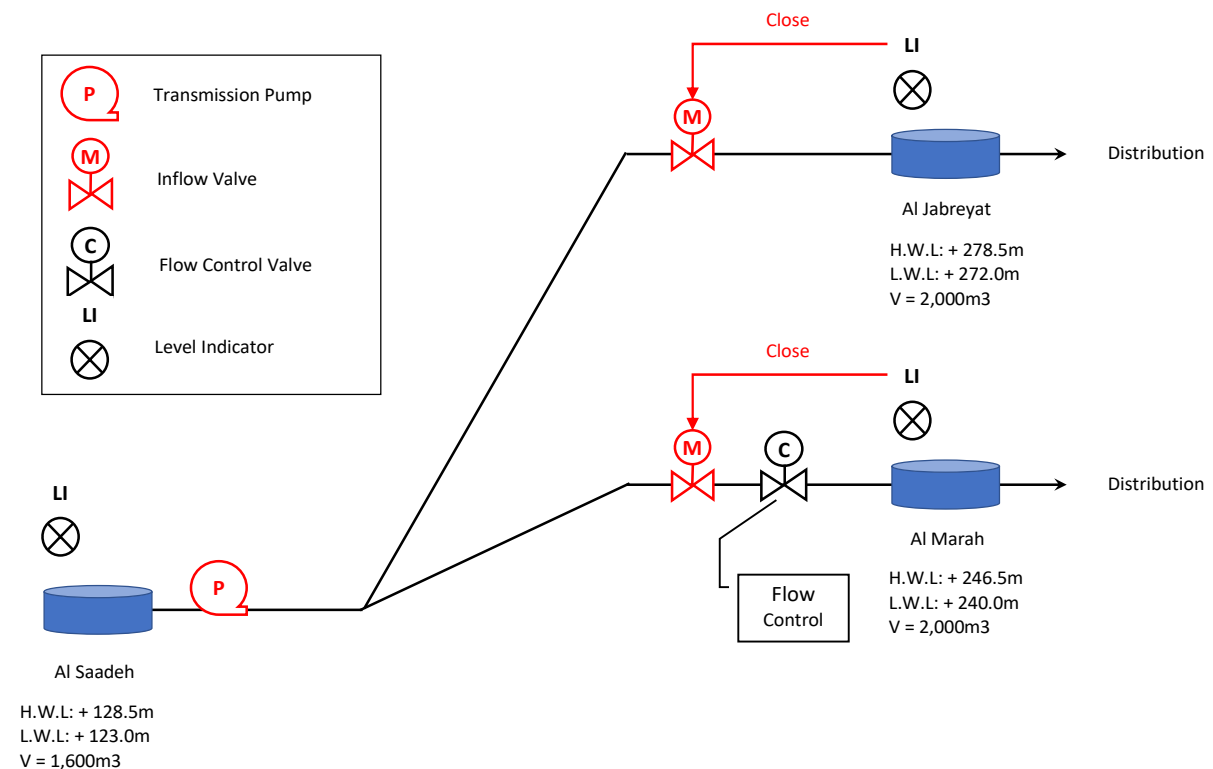 P
Transmission Pump
M
Inflow Valve
C
Flow Control Valve
LI
Level Indicator
Close
LI
M
Distribution
Al Jabreyat
H.W.L: + 278.5m
L.W.L: + 272.0m
V = 2,000m3
Close
LI
M
C
Distribution
Al Marah
H.W.L: + 246.5m
L.W.L: + 240.0m
V = 2,000m3
Flow
Control
LI
P
Al Saadeh
H.W.L: + 128.5m
L.W.L: + 123.0m
V = 1,600m3